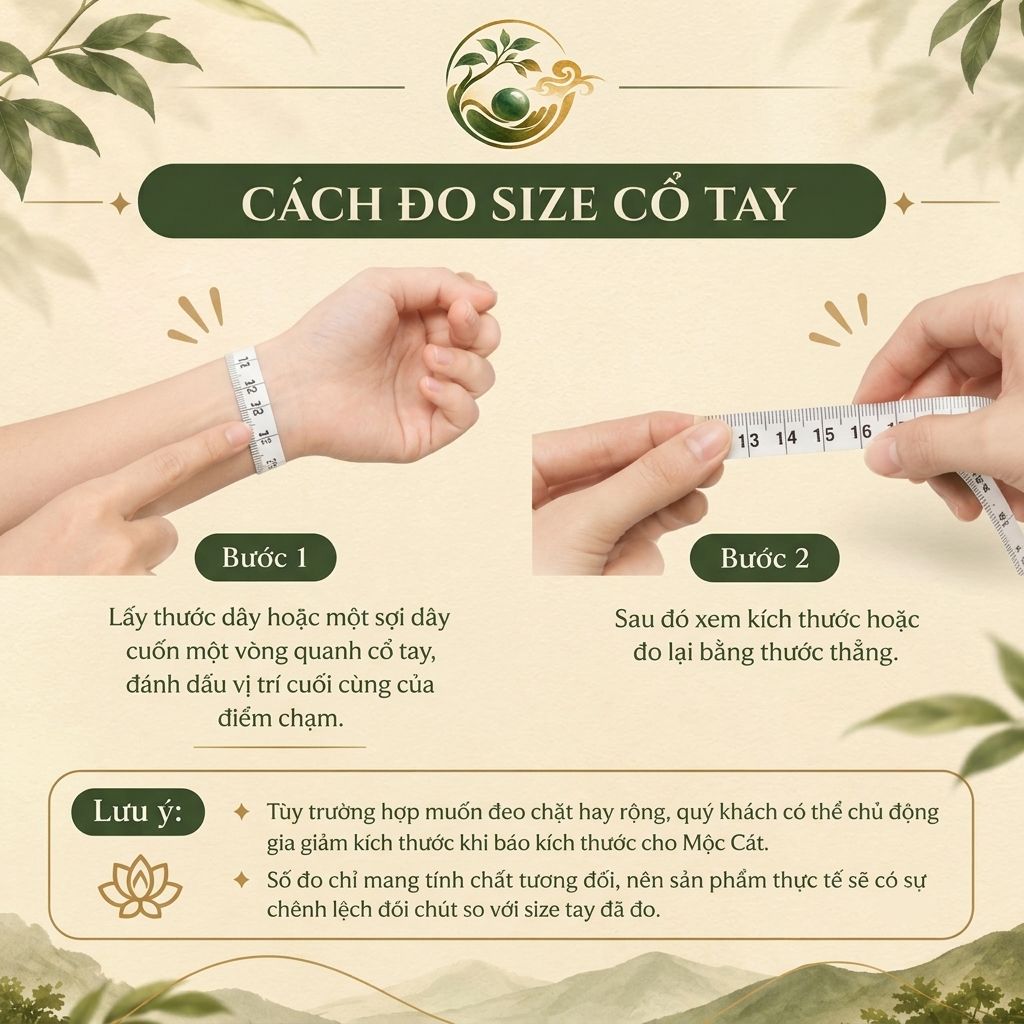 CÁCH ĐO SIZE CỔ TAY
11
12
13
13 14 15 16
Bước 1
Lấy thước dây hoặc một sợi dây
cuốn một vòng quanh cổ tay,
đánh dấu vị trí cuối cùng của
điểm chạm.
Bước 2
Sau đó xem kích thước hoặc
đo lại bằng thước thẳng.
Lưu ý:
Tùy trường hợp muốn đeo chặt hay rộng, quý khách có thể chủ động
gia giảm kích thước khi báo kích thước cho Mộc Cát.
Số đo chỉ mang tính chất tương đối, nên sản phẩm thực tế sẽ có sự
chênh lệch đôi chút so với size tay đã đo.